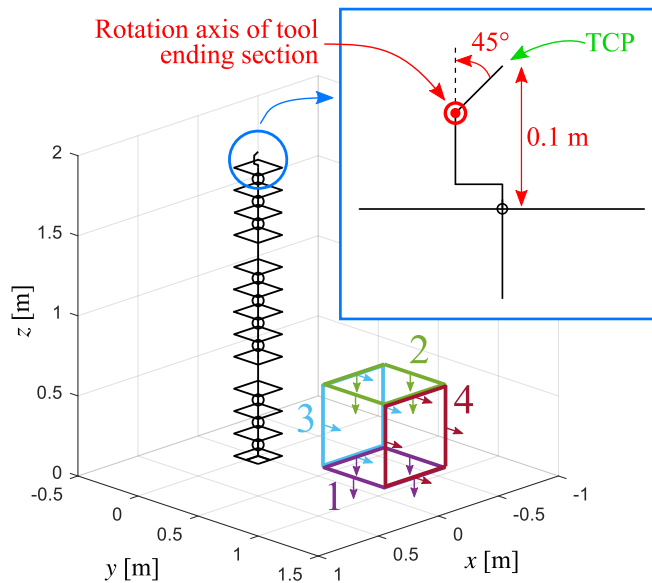 Rotation axis of tool
ending section
45°
TCP
0.1 m
2
1.5
1
0.5
0
z [m]
-0.5
0
0.5
1
1.5
y [m]
1
0.5
0
-0.5
-1
x [m]
2
3
4
1